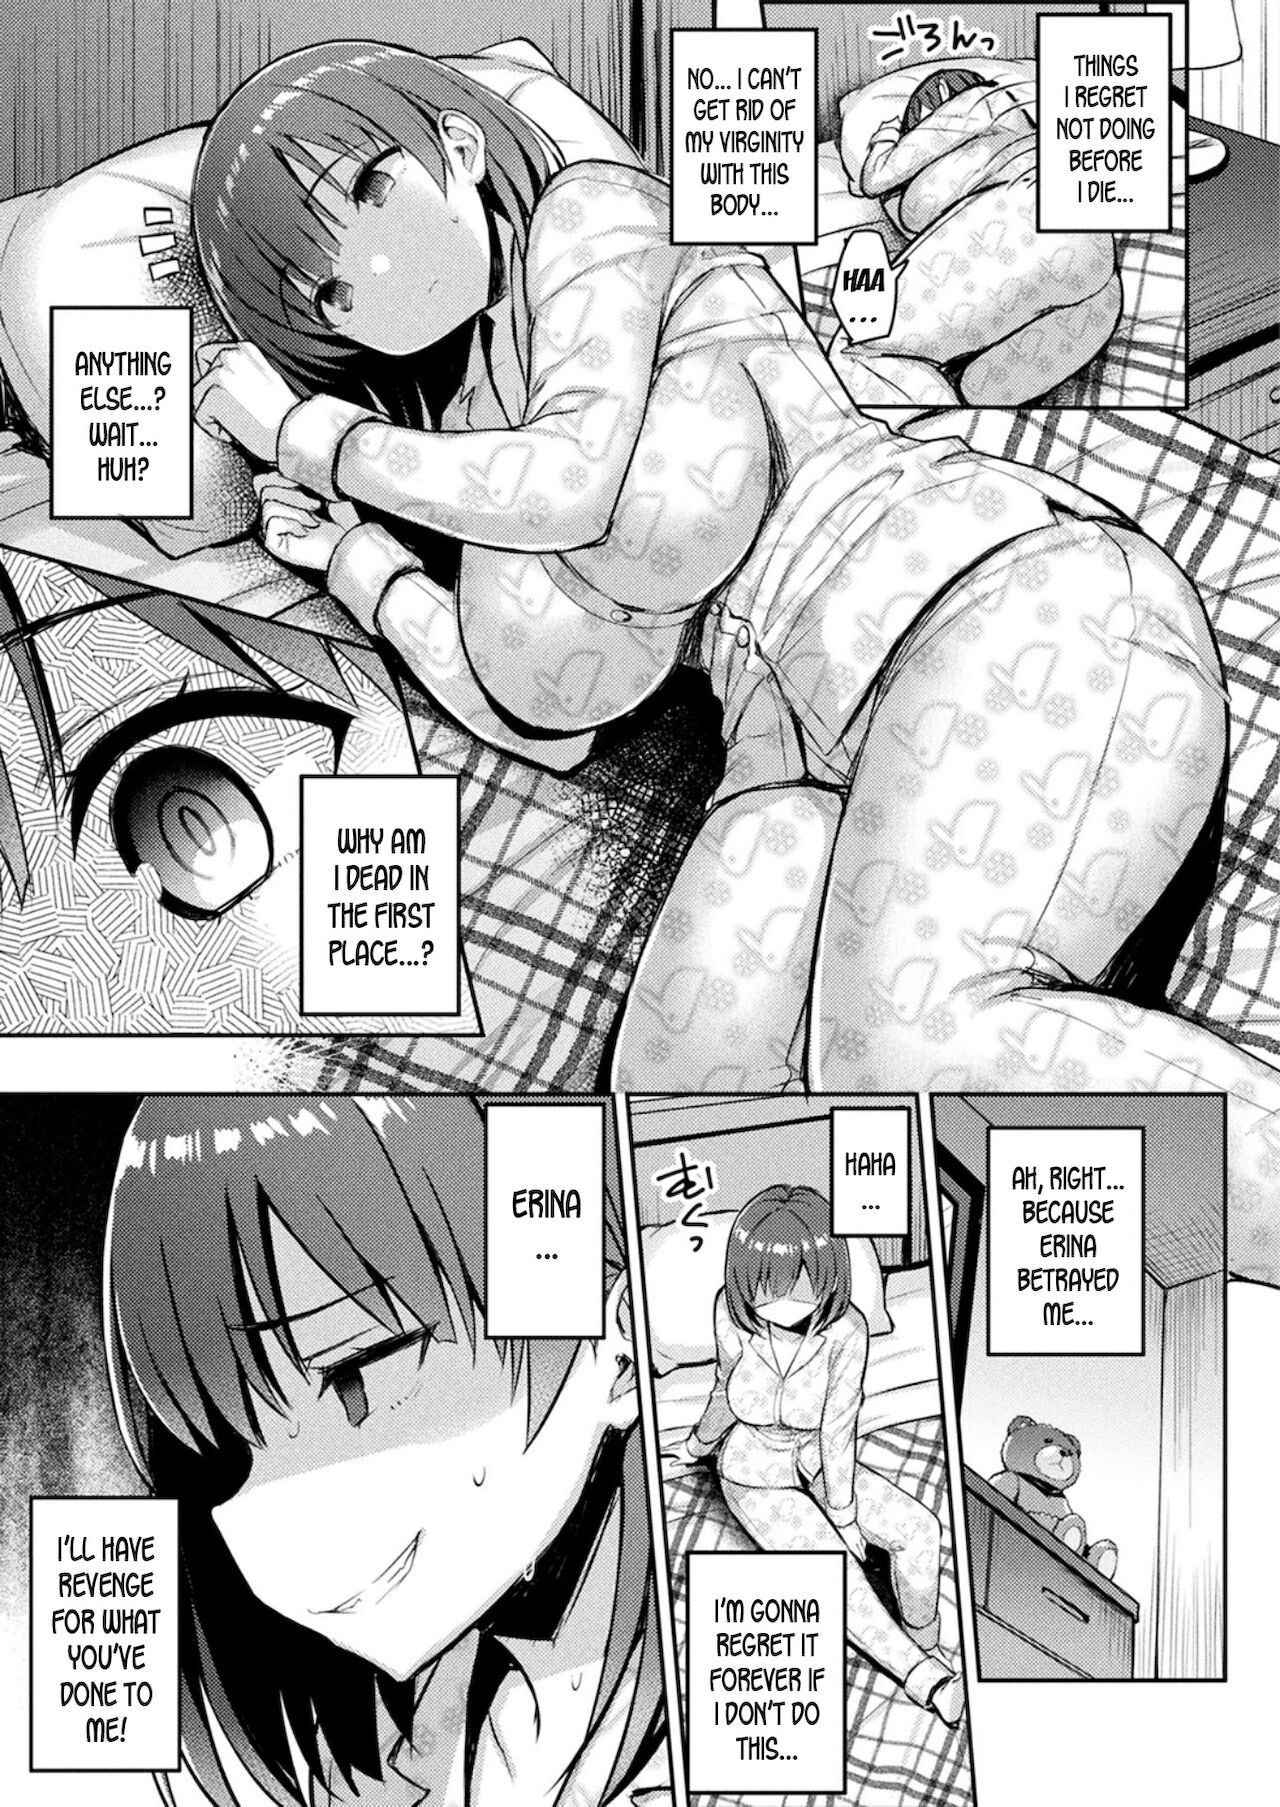 THINGS
I REGRET
NOT DOING
BEFORE
I DIE...
ごろんっ
HAA
...
NO... I CAN'T
GET RID OF
MY VIRGINITY
WITH THIS
BODY...
ANYTHING
ELSE...?
WAIT...
HUH?
WHY AM
I DEAD IN
THE FIRST
PLACE...?
AH, RIGHT...
BECAUSE
ERINA
BETRAYED
ME...
HAHA
...
むくっ
I'M GONNA
REGRET IT
FOREVER IF
I DON'T DO
THIS...
ERINA
...
I'LL HAVE
REVENGE
FOR WHAT
YOU'VE
DONE TO
ME!